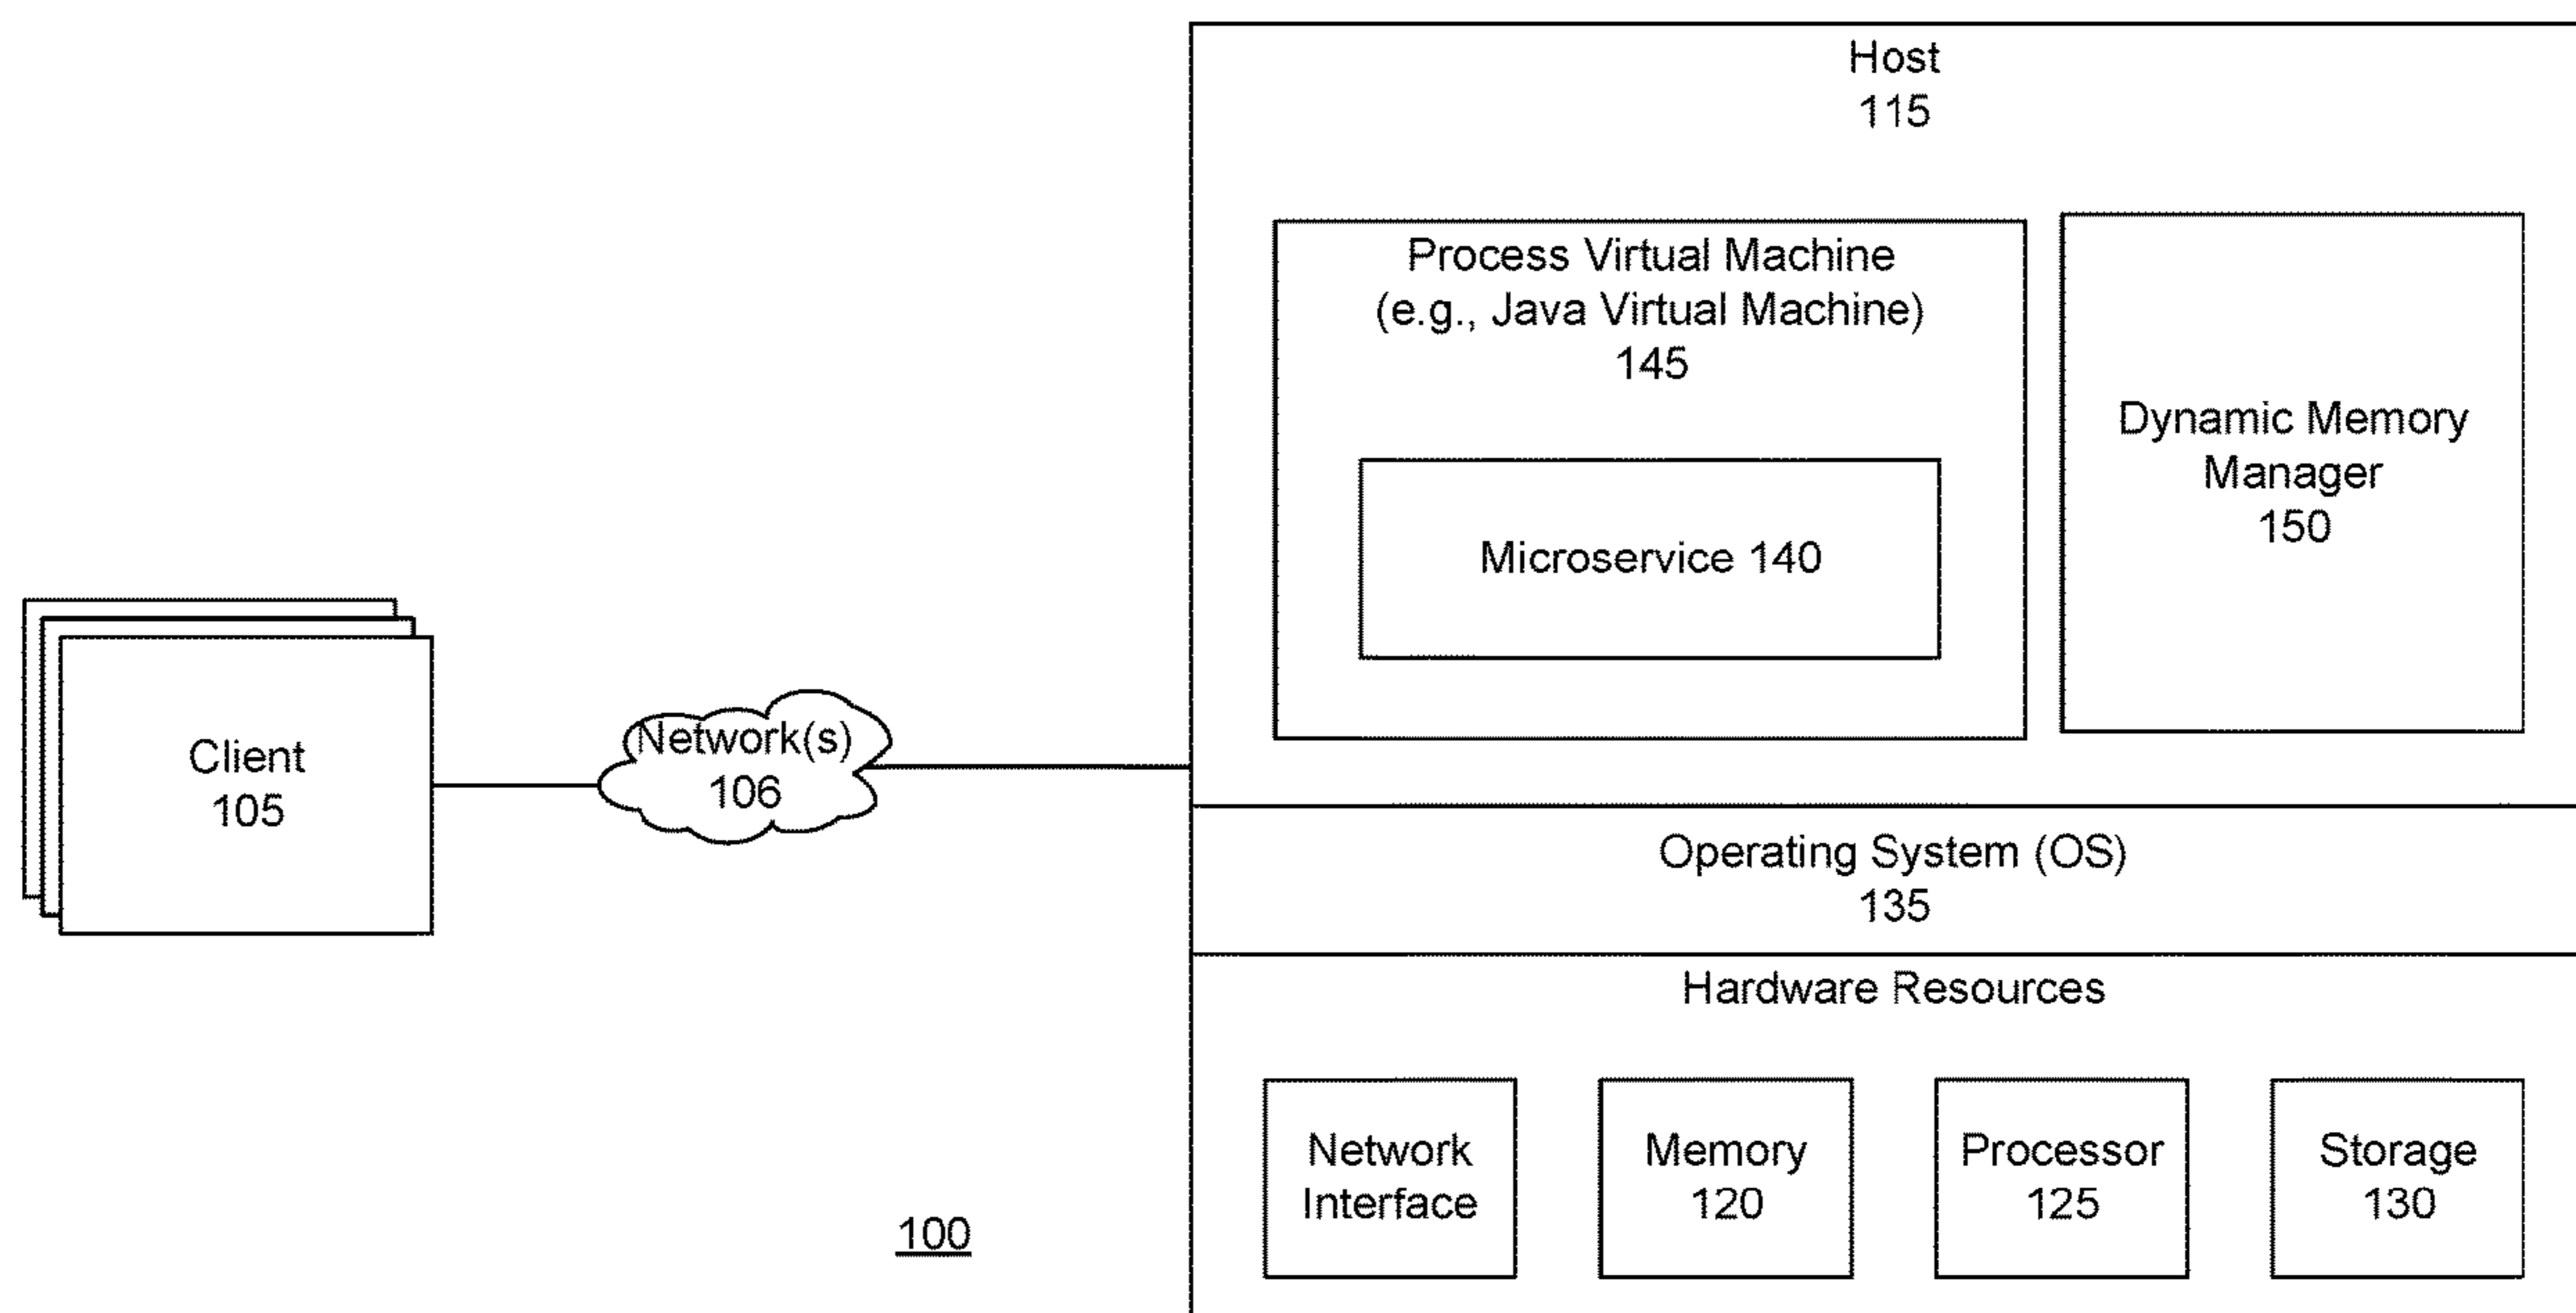 Host
115
Process Virtual Machine
(e.g., Java Virtual Machine)
145
Microservice 140
Dynamic Memory
Manager
150
Client
105
Network(s)
106
Operating System (OS)
135
Hardware Resources
Network
Interface
Memory
120
Processor
125
Storage
130
100